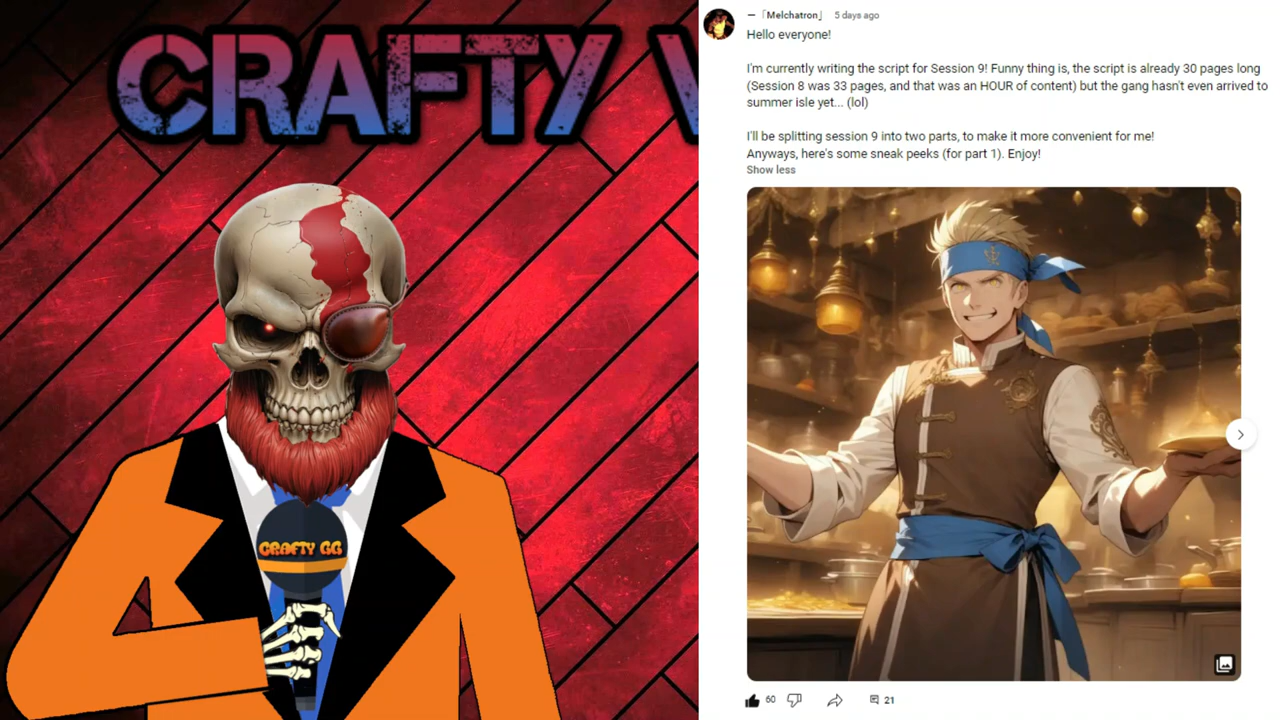 CRAFTY
CRAFTY GG
— 「Melchatron」 5 days ago
Hello everyone!
I'm currently writing the script for Session 9! Funny thing is, the script is already 30 pages long
(Session 8 was 33 pages, and that was an HOUR of content) but the gang hasn't even arrived to
summer isle yet... (lol)
I'll be splitting session 9 into two parts, to make it more convenient for me!
Anyways, here's some sneak peeks (for part 1). Enjoy!
Show less
60 21